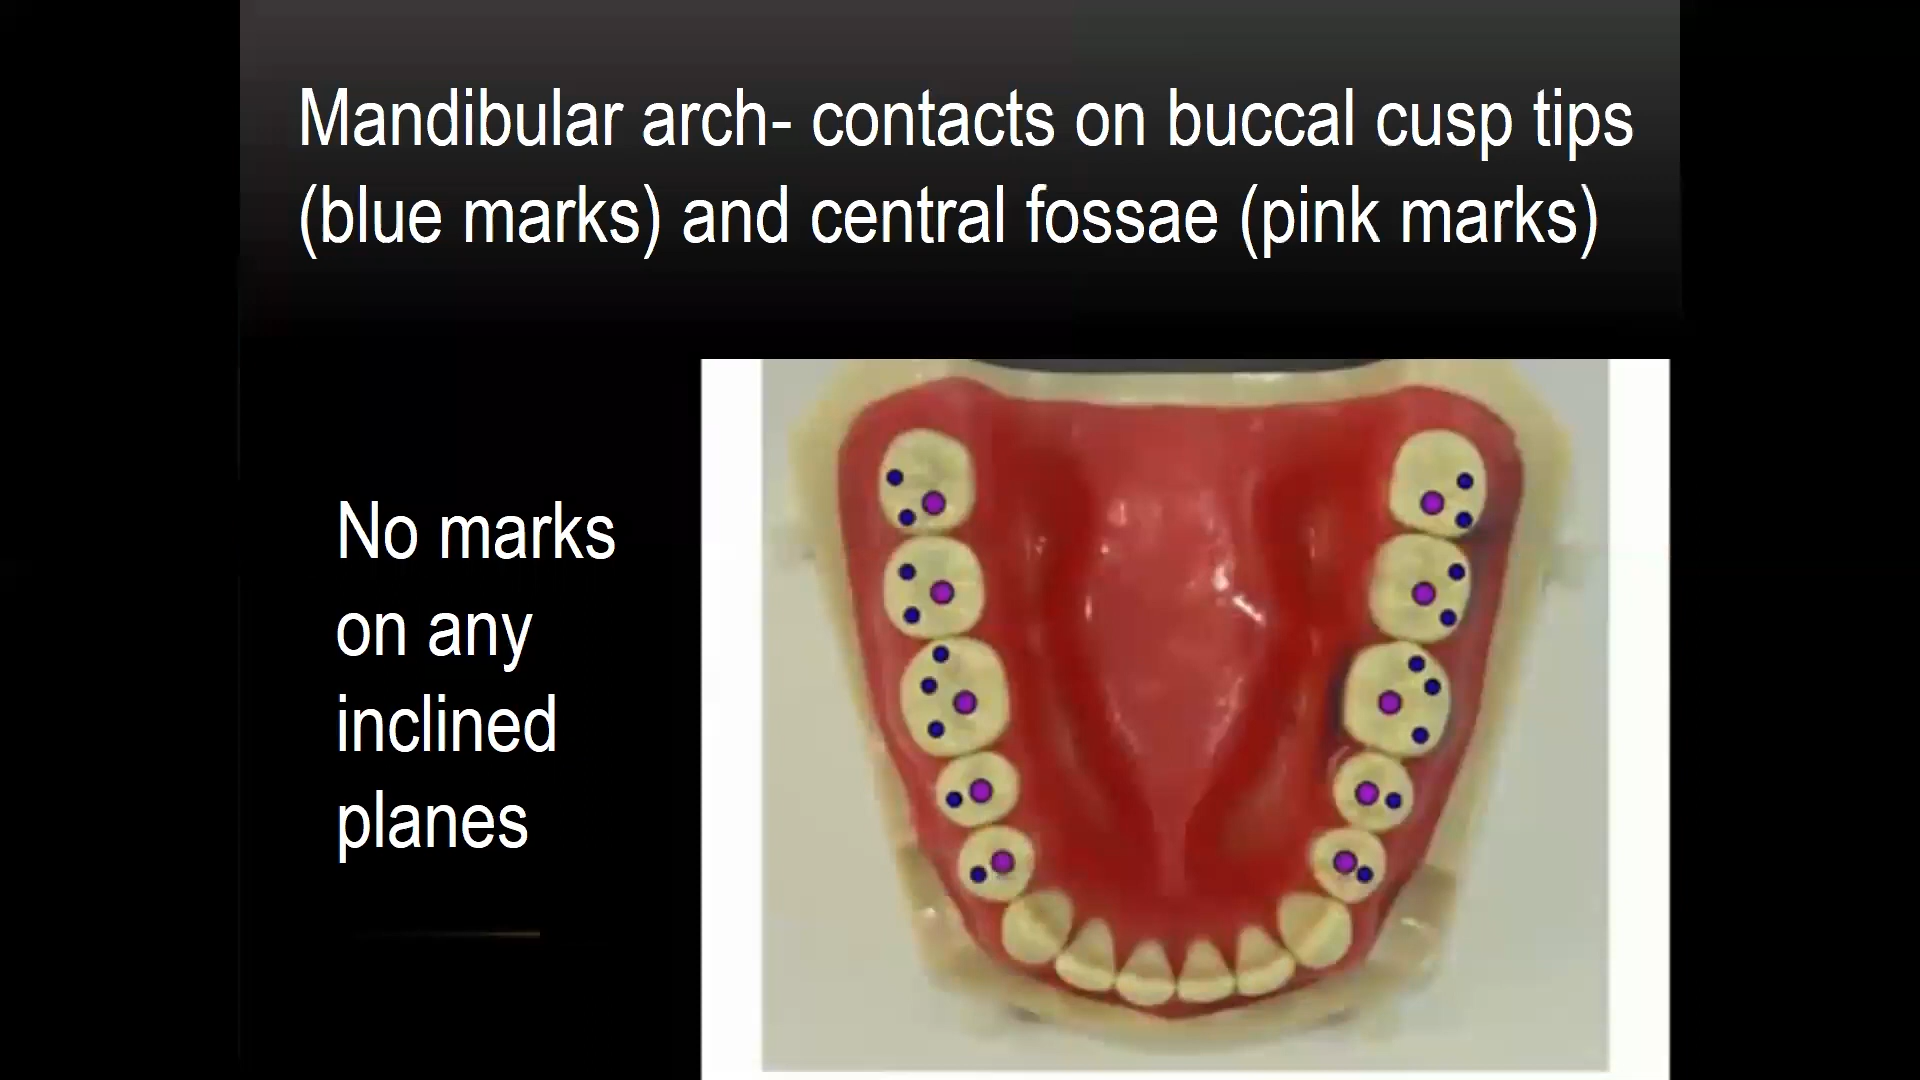 Mandibular arch- contacts on buccal cusp tips
(blue marks) and central fossae (pink marks)
No marks
on any
inclined
planes